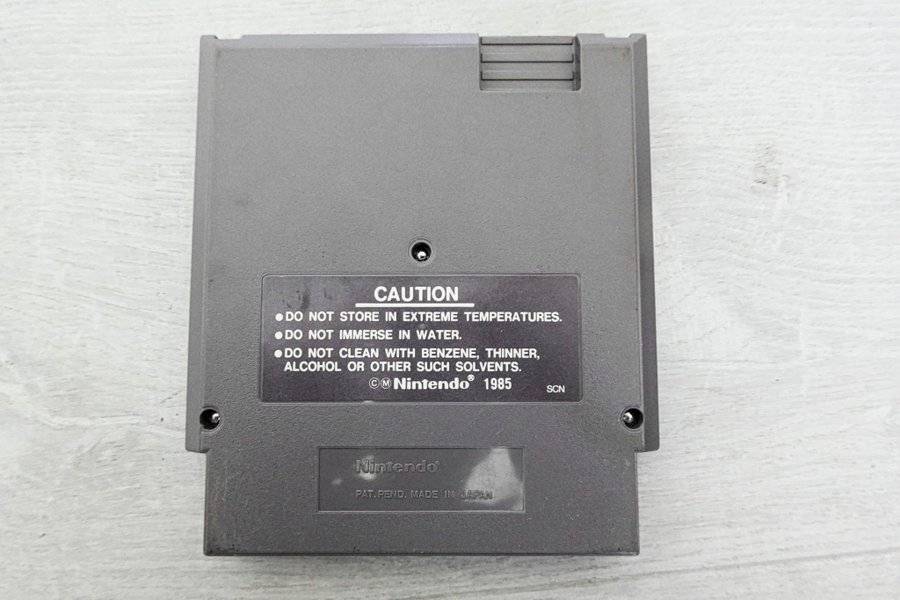 CAUTION
●DO NOT STORE IN EXTREME TEMPERATURES.
●DO NOT IMMERSE IN WATER.
●DO NOT CLEAN WITH BENZENE, THINNER,
ALCOHOL OR OTHER SUCH SOLVENTS.
ⒸⓂNintendo® 1985
SCN
Nintendo®
PAT. PEND. MADE IN JAPAN